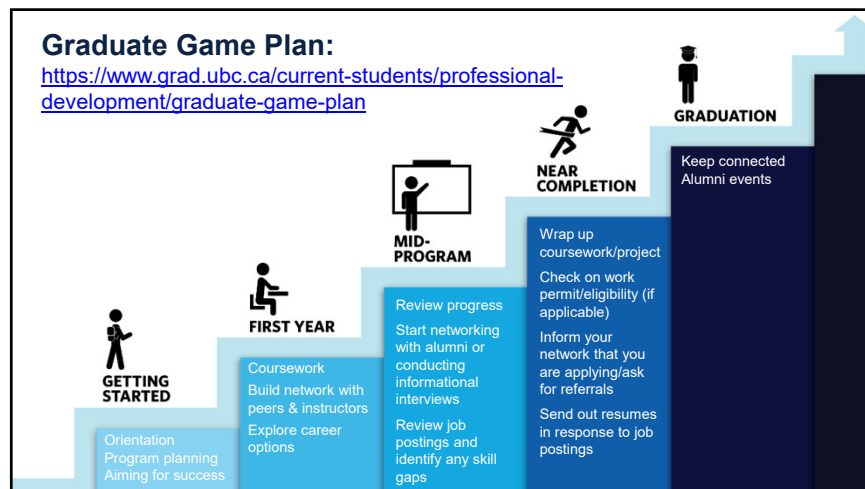 Graduate Game Plan:
https://www.grad.ubc.ca/current-students/professional-
development/graduate-game-plan
GETTING
STARTED
Orientation
Program planning
Aiming for success
FIRST YEAR
Coursework
Build network with
peers & instructors
Explore career
options
MID-
PROGRAM
Review progress
Start networking
with alumni or
conducting
informational
interviews
Review job
postings and
identify any skill
gaps
NEAR
COMPLETION
Wrap up
coursework/project
Check on work
permit/eligibility (if
applicable)
Inform your
network that you
are applying/ask
for referrals
Send out resumes
in response to job
postings
GRADUATION
Keep connected
Alumni events